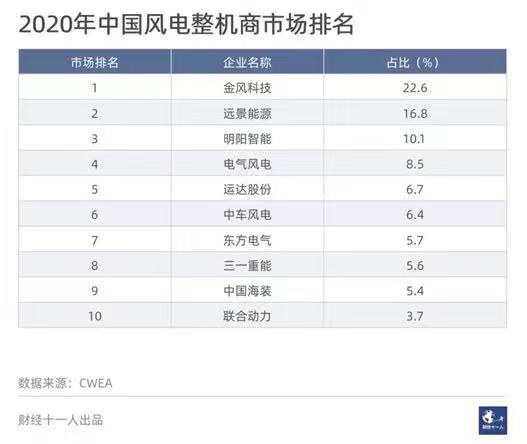 2020年中国风电整机商市场排名
市场排名 企业名称 占比（%）
1 金风科技 22.6
2 远景能源 16.8
3 明阳智能 10.1
4 电气风电 8.5
5 运达股份 6.7
6 中车风电 6.4
7 东方电气 5.7
8 三一重能 5.6
9 中国海装 5.4
10 联合动力 3.7
数据来源：CWEA
财经十一人出品
财经十一人